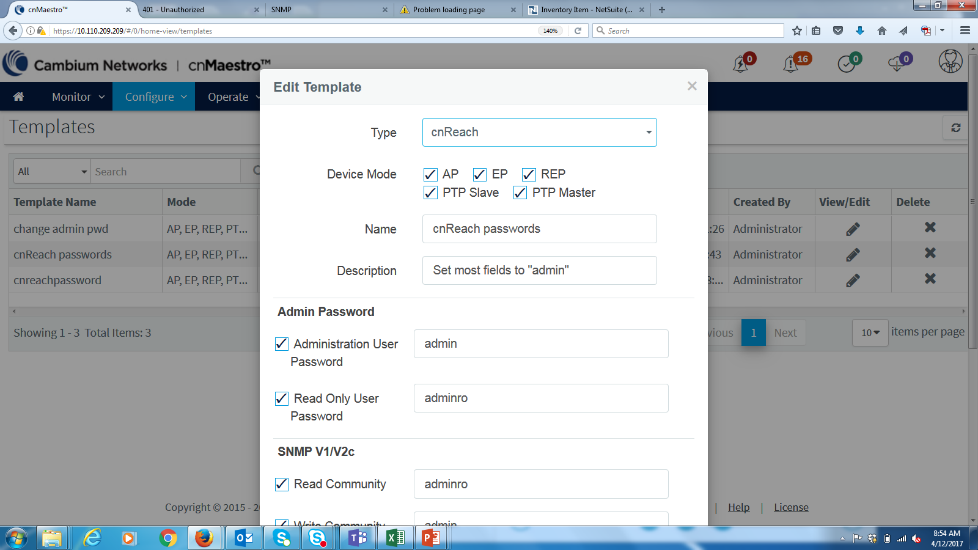 cnMaestro™
401 - Unauthorized
SNMP
Problem loading page
Inventory Item - NetSuite (...
https://10.110.209.209/#/0/home-view/templates
140%
Search
Cambium Networks | cnMaestro™
0
16
0
0
Monitor
Configure
Operate
Templates
All
Search
Template Name
Mode
Created By
View/Edit
Delete
change admin pwd
AP, EP, REP, PT...
:26
Administrator
cnReach passwords
AP, EP, REP, PT...
:43
Administrator
cnreachpassword
AP, EP, REP, PT...
Administrator
Showing 1 - 3 Total Items: 3
vious
1
Next
10
items per page
Edit Template
Type
cnReach
Device Mode
AP
EP
REP
PTP Slave
PTP Master
Name
cnReach passwords
Description
Set most fields to "admin"
Admin Password
Administration User
Password
admin
Read Only User
Password
adminro
SNMP V1/V2c
Read Community
adminro
Write Community
admin
Copyright © 2015 - 
Help
License
8:54 AM
4/12/2017